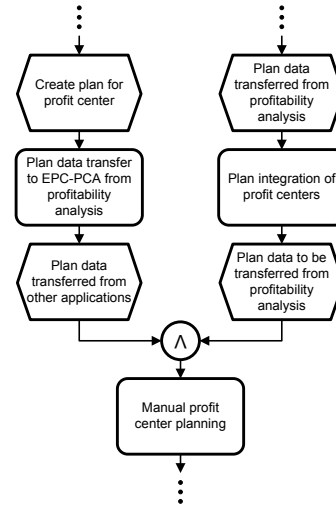 Create plan for
profit center
Plan data
transferred from
profitability
analysis
Plan data transfer
to EPC-PCA from
profitability
analysis
Plan integration of
profit centers
Plan data
transferred from
other applications
Plan data to be
transferred from
profitability
analysis
Λ
Manual profit
center planning